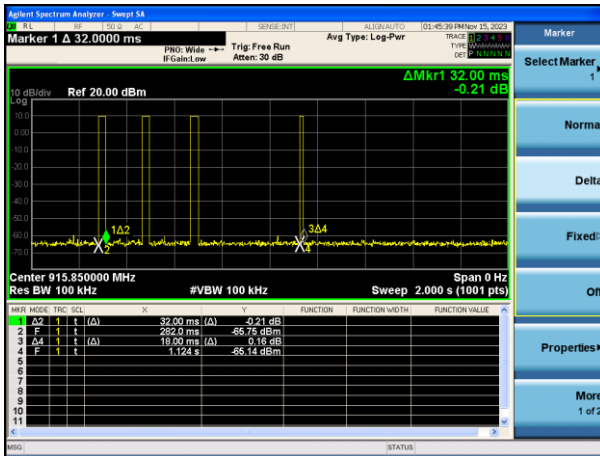 Agilent Spectrum Analyzer - Swept SA
RL RF 50 Ω AC SENSE:INT ALIGNAUTO 01:45:39 PM Nov 15, 2023
Marker 1 Δ 32.0000 ms
PNO: Wide
IFGain:Low
Trig: Free Run
Atten: 30 dB
Avg Type: Log-Pwr
TRACE 1 2 3 4 5 6
TYPE
DET P N N N N N
ΔMkr1 32.00 ms
-0.21 dB
10 dB/div Ref 20.00 dBm
Log
10.0
0.00
-10.0
-20.0
-30.0
-40.0
-50.0
-60.0
-70.0
1Δ2
2
3Δ4
4
Center 915.850000 MHz Span 0 Hz
Res BW 100 kHz #VBW 100 kHz Sweep 2.000 s (1001 pts)
MKR MODE TRC SCL X Y FUNCTION FUNCTION WIDTH FUNCTION VALUE
1 Δ2 1 t (Δ) 32.00 ms (Δ) -0.21 dB
2 F 1 t 282.0 ms -65.75 dBm
3 Δ4 1 t (Δ) 18.00 ms (Δ) 0.16 dB
4 F 1 t 1.124 s -65.14 dBm
5
6
7
8
9
10
11
MSG STATUS
Marker
Select Marker
1
Norma
Delta
Fixed
Off
Properties
More
1 of 2